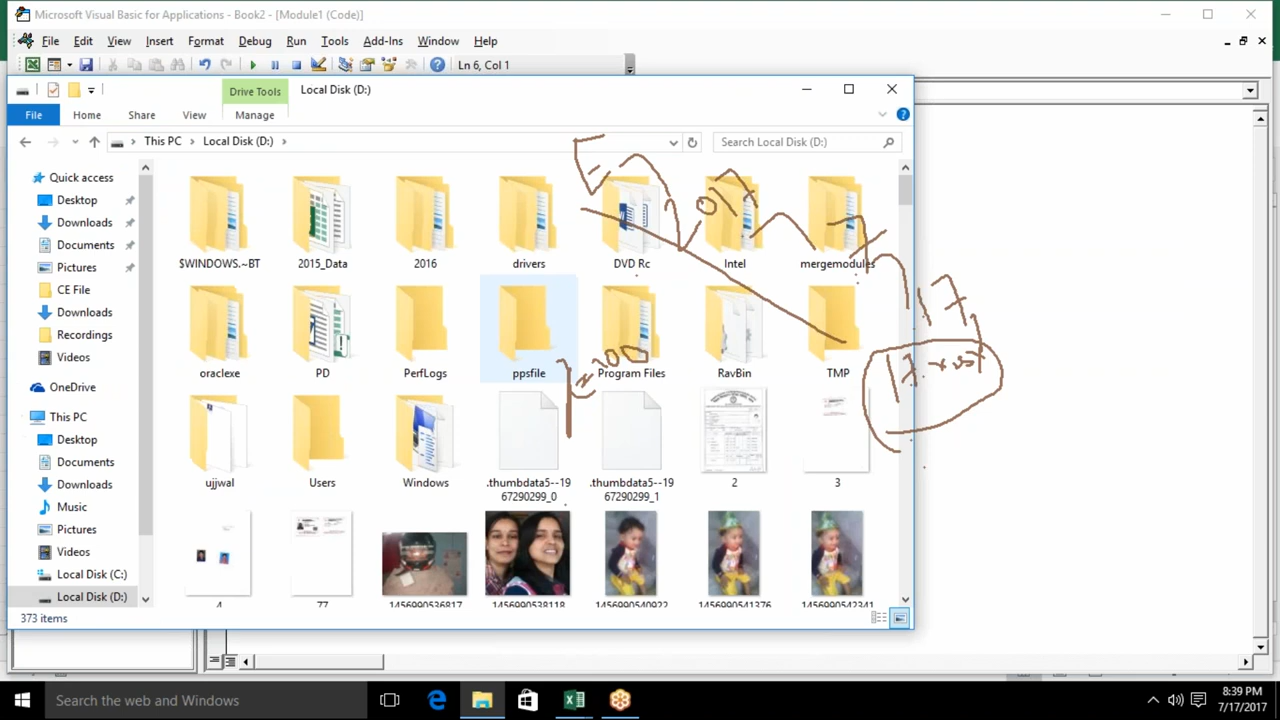 Microsoft Visual Basic for Applications - Book2 - [Module1 (Code)]
File Edit View Insert Format Debug Run Tools Add-Ins Window Help
Ln 6, Col 1
Drive Tools Local Disk (D:)
File Home Share View Manage
This PC Local Disk (D:) Search Local Disk (D:)
Quick access
Desktop
Downloads
Documents
Pictures
CE File
Downloads
Recordings
Videos
OneDrive
This PC
Desktop
Documents
Downloads
Music
Pictures
Videos
Local Disk (C:)
Local Disk (D:)
$WINDOWS.~BT 2015_Data 2016 drivers DVD Rc Intel mergemodules
oraclexe PD PerfLogs ppsfile Program Files RavBin TMP
ujjwal Users Windows .thumbdata5--1967290299_0 .thumbdata5--1967290299_1 2 3
4 77 1456990536817 1456990538118 1456990540922 1456990541376 1456990542341
373 items
Search the web and Windows
8:39 PM
7/17/2017